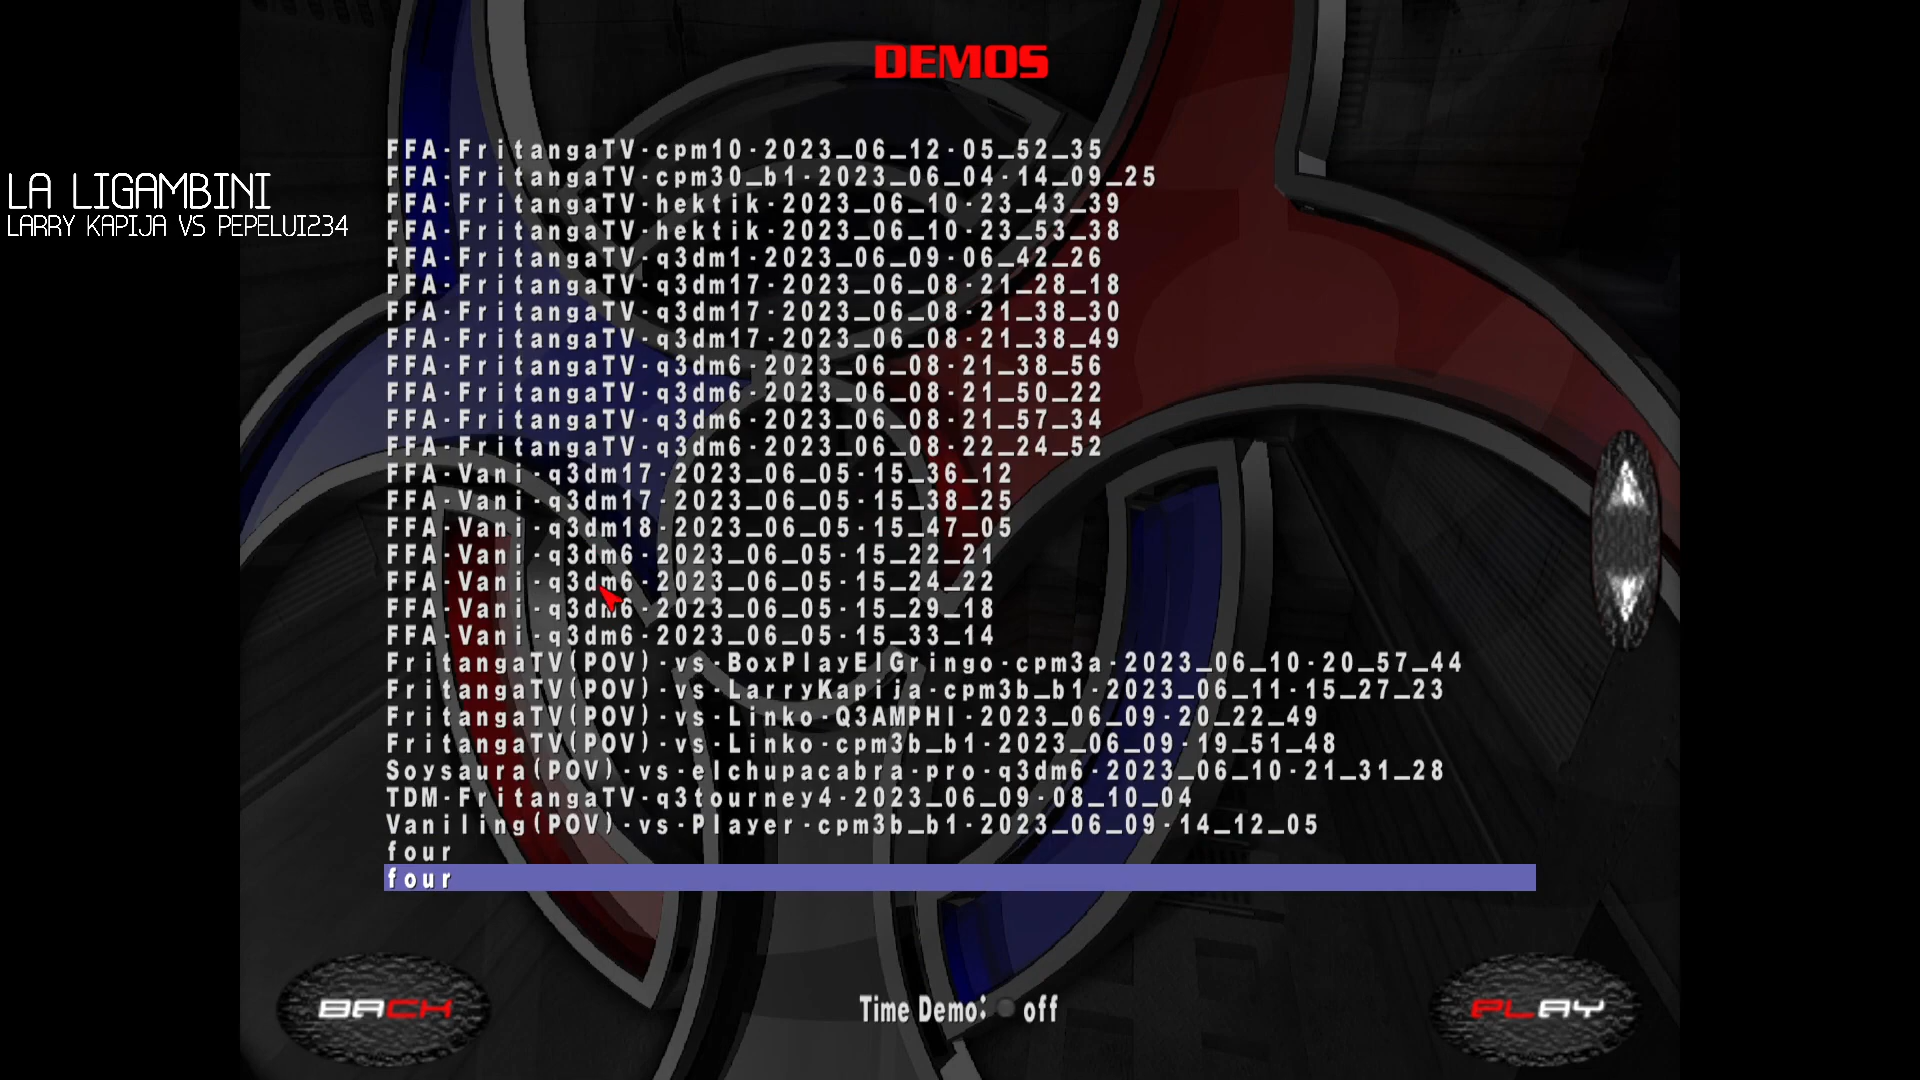 DEMOS
LA LIGAMBINI
LARRY KAPIJA VS PEPELUI234
FFA-FritangaTV-cpm10-2023_06_12-05_52_35
FFA-FritangaTV-cpm30_b1-2023_06_04-14_09_25
FFA-FritangaTV-hektik-2023_06_10-23_43_39
FFA-FritangaTV-hektik-2023_06_10-23_53_38
FFA-FritangaTV-q3dm1-2023_06_09-06_42_26
FFA-FritangaTV-q3dm17-2023_06_08-21_28_18
FFA-FritangaTV-q3dm17-2023_06_08-21_38_30
FFA-FritangaTV-q3dm17-2023_06_08-21_38_49
FFA-FritangaTV-q3dm6-2023_06_08-21_38_56
FFA-FritangaTV-q3dm6-2023_06_08-21_50_22
FFA-FritangaTV-q3dm6-2023_06_08-21_57_34
FFA-FritangaTV-q3dm6-2023_06_08-22_24_52
FFA-Vani-q3dm17-2023_06_05-15_36_12
FFA-Vani-q3dm17-2023_06_05-15_38_25
FFA-Vani-q3dm18-2023_06_05-15_47_05
FFA-Vani-q3dm6-2023_06_05-15_22_21
FFA-Vani-q3dm6-2023_06_05-15_24_22
FFA-Vani-q3dm6-2023_06_05-15_29_18
FFA-Vani-q3dm6-2023_06_05-15_33_14
FritangaTV(POV)-vs-BoxPlayElGringo-cpm3a-2023_06_10-20_57_44
FritangaTV(POV)-vs-LarryKapija-cpm3b_b1-2023_06_11-15_27_23
FritangaTV(POV)-vs-Linko-Q3AMPHI-2023_06_09-20_22_49
FritangaTV(POV)-vs-Linko-cpm3b_b1-2023_06_09-19_51_48
Soysaura(POV)-vs-elchupacabra-pro-q3dm6-2023_06_10-21_31_28
TDM-FritangaTV-q3tourney4-2023_06_09-08_10_04
Vaniling(POV)-vs-Player-cpm3b_b1-2023_06_09-14_12_05
four
four
BACK
Time Demo: off
PLAY